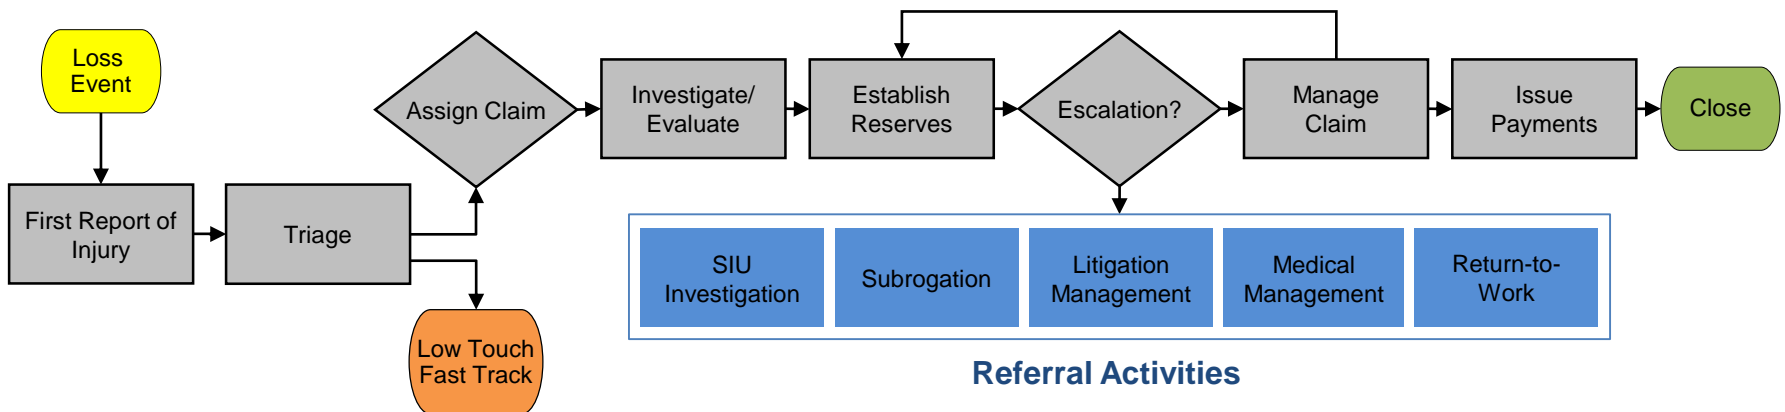 Loss
Event
First Report of
Injury
Triage
Low Touch
Fast Track
Assign Claim
Investigate/
Evaluate
Establish
Reserves
Escalation?
Manage
Claim
Issue
Payments
Close
SIU
Investigation
Subrogation
Litigation
Management
Medical
Management
Return-to-
Work
Referral Activities